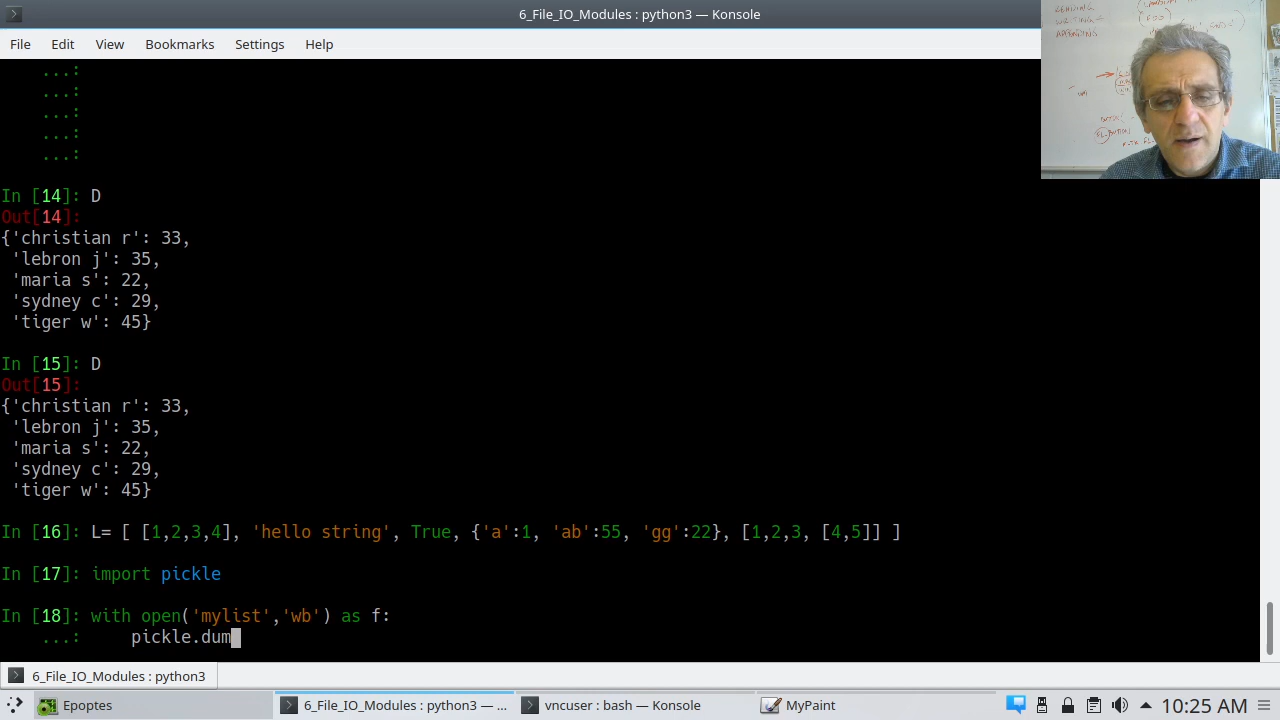 6_File_IO_Modules : python3 — Konsole
File Edit View Bookmarks Settings Help
...:
...:
...:
...:
...:
In [14]: D
Out[14]:
{'christian r': 33,
'lebron j': 35,
'maria s': 22,
'sydney c': 29,
'tiger w': 45}
In [15]: D
Out[15]:
{'christian r': 33,
'lebron j': 35,
'maria s': 22,
'sydney c': 29,
'tiger w': 45}
In [16]: L= [ [1,2,3,4], 'hello string', True, {'a':1, 'ab':55, 'gg':22}, [1,2,3, [4,5]] ]
In [17]: import pickle
In [18]: with open('mylist','wb') as f:
...: pickle.dum
6_File_IO_Modules : python3
Epoptes
6_File_IO_Modules : python3 — ...
vncuser : bash — Konsole
MyPaint
10:25 AM
READING
WRITING
APPENDING